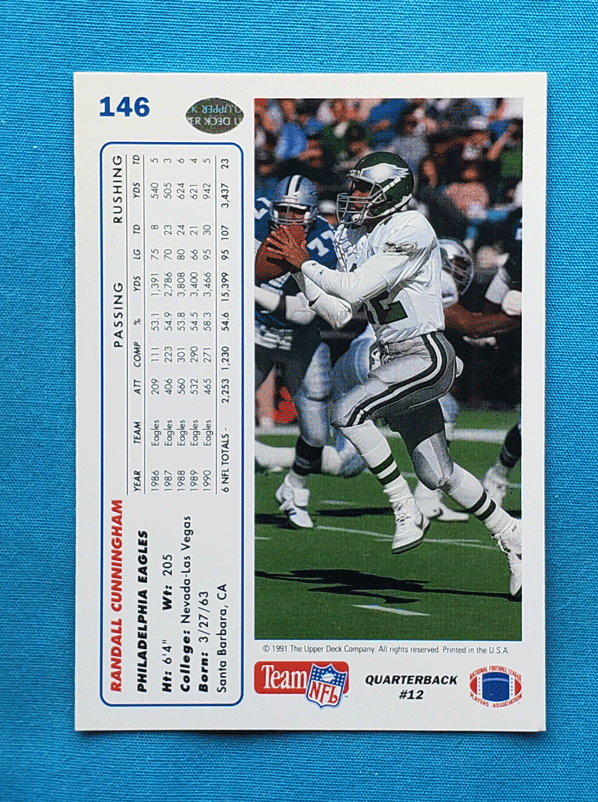 146
UPPER DECK
RANDALL CUNNINGHAM
PHILADELPHIA EAGLES
Ht: 6'4" Wt: 205
College: Nevada-Las Vegas
Born: 3/27/63
Santa Barbara, CA
PASSING RUSHING
YEAR TEAM ATT COMP % YDS LG TD YDS TD
1986 Eagles 209 111 53.1 1,391 75 8 540 5
1987 Eagles 406 223 54.9 2,786 70 23 505 3
1988 Eagles 560 301 53.8 3,808 80 24 624 6
1989 Eagles 532 290 54.5 3,400 66 21 621 4
1990 Eagles 465 271 58.3 3,466 95 30 942 5
6 NFL TOTALS - 2,253 1,230 54.6 15,399 95 107 3,437 23
© 1991 The Upper Deck Company. All rights reserved. Printed in the U.S.A.
Team NFL
QUARTERBACK
#12
NATIONAL FOOTBALL LEAGUE
PLAYERS ASSOCIATION